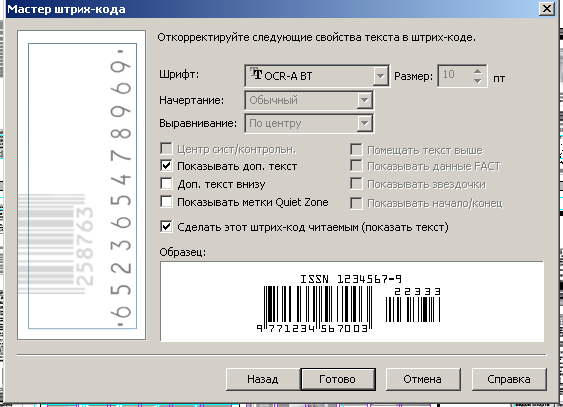 Мастер штрих-кода
Откорректируйте следующие свойства текста в штрих-коде.
Шрифт: OCR-A BT Размер: 10 пт
Начертание: Обычный
Выравнивание: По центру
Центр сист/контрольн. Помещать текст выше
Показывать доп. текст Показывать данные FACT
Доп. текст внизу Показывать звездочки
Показывать метки Quiet Zone Показывать начало/конец
Сделать этот штрих-код читаемым (показать текст)
Образец:
ISSN 1234567-9
22333
9 771234 567003
258763
652365478969
Назад Готово Отмена Справка